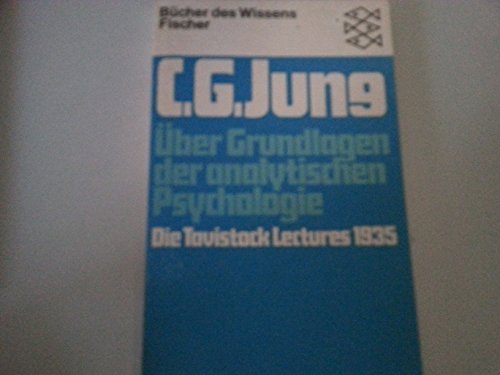 Bücher des Wissens
Fischer
C.G.Jung
Über Grundlagen
der analytischen
Psychologie
Die Tavistock Lectures 1935